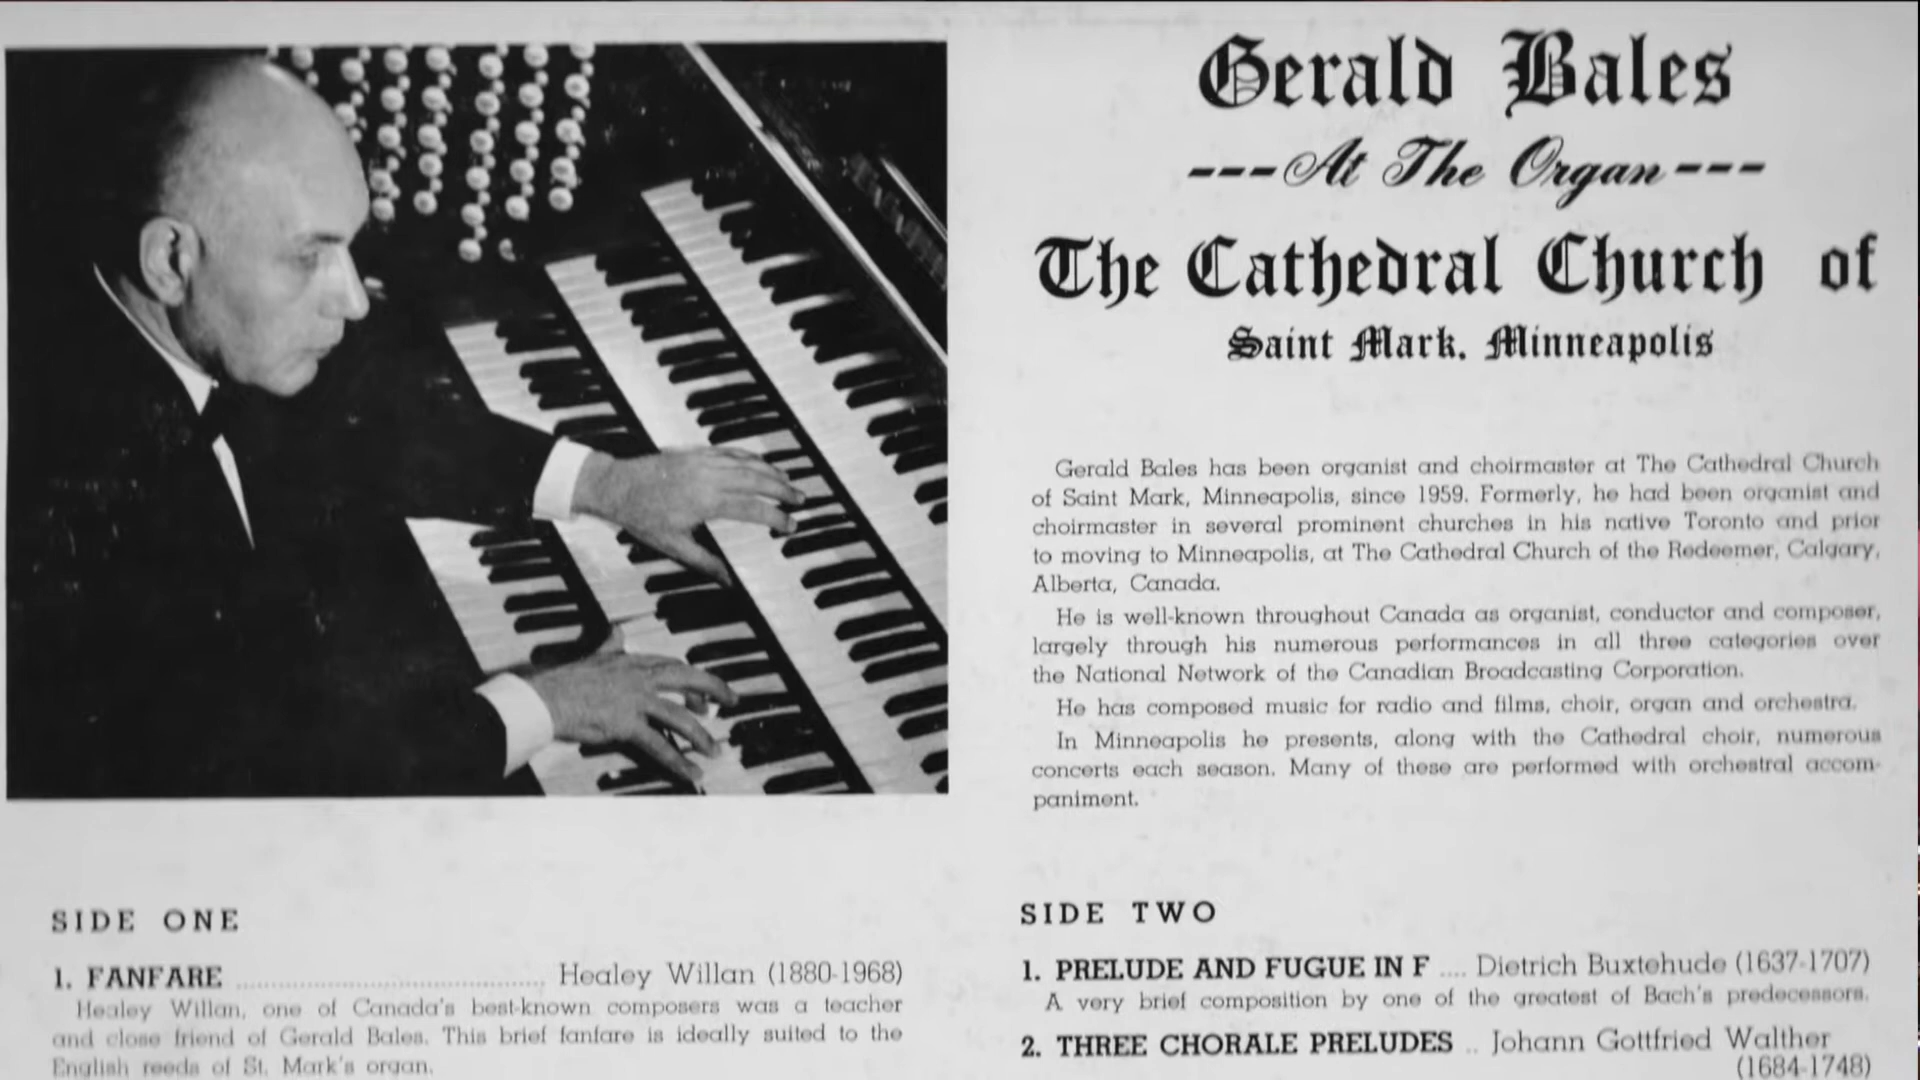 Gerald Bales
---At The Organ---
The Cathedral Church of
Saint Mark. Minneapolis
Gerald Bales has been organist and choirmaster at The Cathedral Church
of Saint Mark, Minneapolis, since 1959. Formerly, he had been organist and
choirmaster in several prominent churches in his native Toronto and prior
to moving to Minneapolis, at The Cathedral Church of the Redeemer, Calgary,
Alberta, Canada.
He is well-known throughout Canada as organist, conductor and composer,
largely through his numerous performances in all three categories over
the National Network of the Canadian Broadcasting Corporation.
He has composed music for radio and films, choir, organ and orchestra.
In Minneapolis he presents, along with the Cathedral choir, numerous
concerts each season. Many of these are performed with orchestral accom-
paniment.
SIDE ONE
1. FANFARE ........................................ Healey Willan (1880-1968)
Healey Willan, one of Canada's best-known composers was a teacher
and close friend of Gerald Bales. This brief fanfare is ideally suited to the
English reeds of St. Mark's organ.
SIDE TWO
1. PRELUDE AND FUGUE IN F .... Dietrich Buxtehude (1637-1707)
A very brief composition by one of the greatest of Bach's predecessors.
2. THREE CHORALE PRELUDES .. Johann Gottfried Walther
(1684-1748)